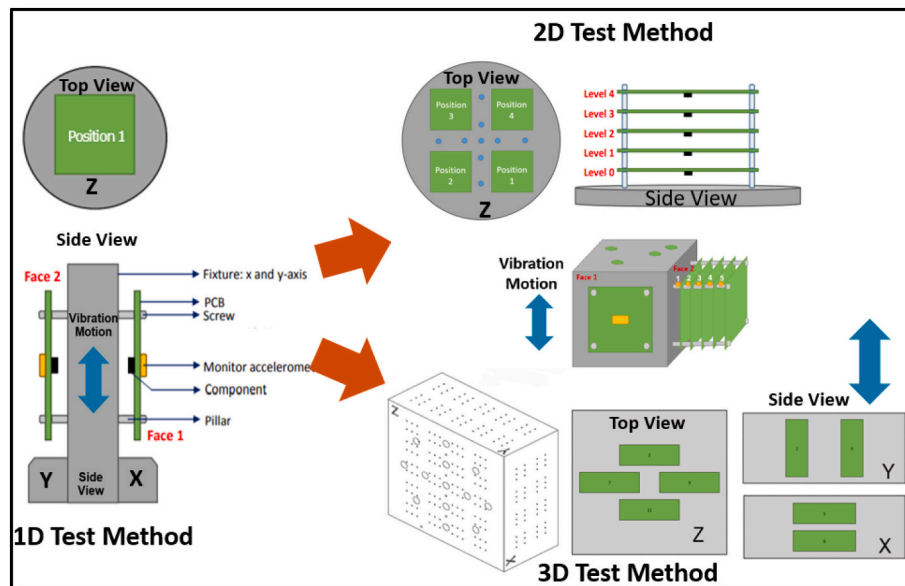 2D Test Method
Top View
Position 1
Z
Top View
Position
3
Position
4
Position
2
Position
1
Z
Level 4
Level 3
Level 2
Level 1
Level 0
Side View
Side View
Face 2
Fixture: x and y-axis
PCB
Screw
Vibration
Motion
Monitor accelerome
Component
Pillar
Face 1
Y
Side
View
X
1D Test Method
Vibration
Motion
Face 1
Face 2
1 2 3 4 5
Z
Y
X
Top View
Z
Side View
Y
X
3D Test Method